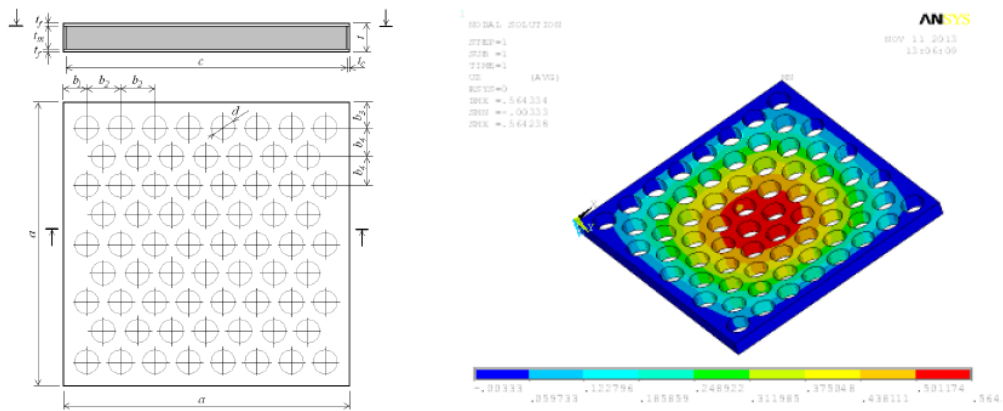 t_f
t_m
t_f
t
c
t_c
b_1 b_2 b_2
d
b_3
b_4
b_4
a
a
1
NODAL SOLUTION
STEP=1
SUB =1
TIME=1
UZ (AVG)
RSYS=0
DMX =.564334
SMN =-.00333
SMX =.564238
ANSYS
NOV 11 2013
13:06:09
MN
X
Y
-.00333 .122796 .248922 .375048 .501174
.059733 .185859 .311985 .438111 .564